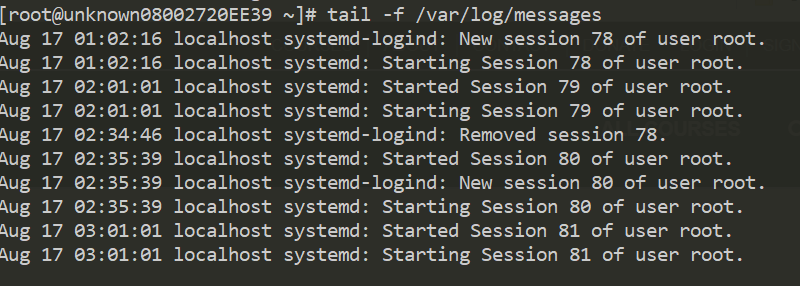 [root@unknown08002720EE39 ~]# tail -f /var/log/messages
Aug 17 01:02:16 localhost systemd-logind: New session 78 of user root.
Aug 17 01:02:16 localhost systemd: Starting Session 78 of user root.
Aug 17 02:01:01 localhost systemd: Started Session 79 of user root.
Aug 17 02:01:01 localhost systemd: Starting Session 79 of user root.
Aug 17 02:34:46 localhost systemd-logind: Removed session 78.
Aug 17 02:35:39 localhost systemd: Started Session 80 of user root.
Aug 17 02:35:39 localhost systemd-logind: New session 80 of user root.
Aug 17 02:35:39 localhost systemd: Starting Session 80 of user root.
Aug 17 03:01:01 localhost systemd: Started Session 81 of user root.
Aug 17 03:01:01 localhost systemd: Starting Session 81 of user root.